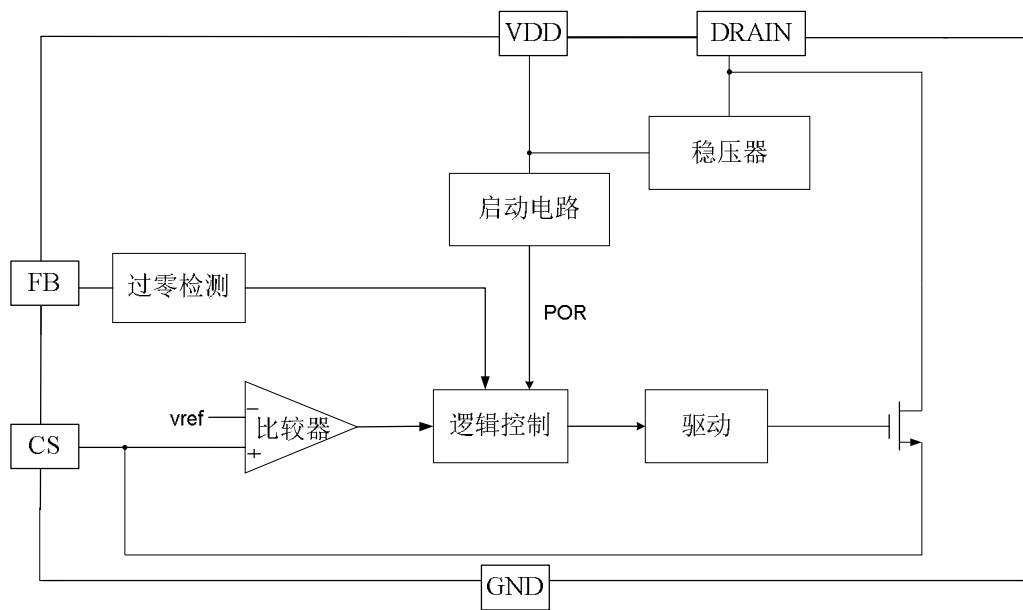 VDD
DRAIN
稳压器
启动电路
FB
过零检测
POR
vref
比较器
逻辑控制
驱动
CS
GND